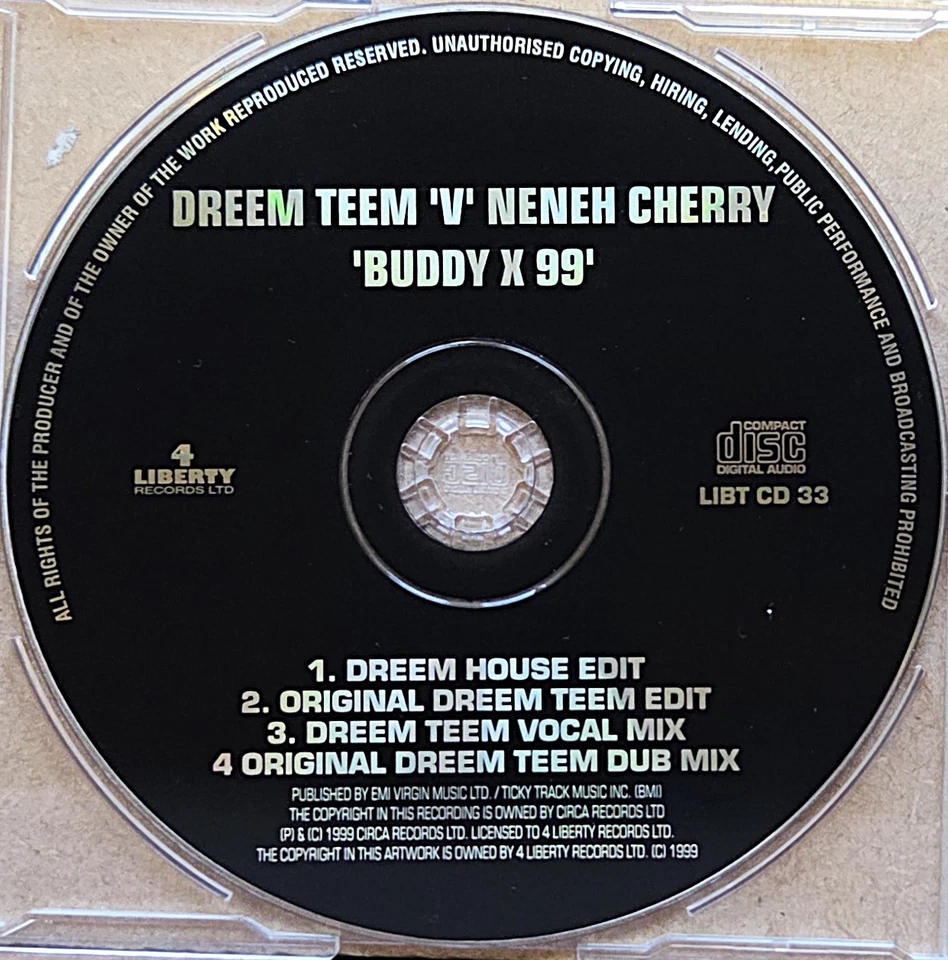 ALL RIGHTS OF THE PRODUCER AND OF THE OWNER OF THE WORK REPRODUCED RESERVED. UNAUTHORISED COPYING, HIRING, LENDING,PUBLIC PERFORMANCE AND BROADCASTING PROHIBITED
DREEM TEEM 'V' NENEH CHERRY
'BUDDY X 99'
4
LIBERTY
RECORDS LTD
COMPACT
disc
DIGITAL AUDIO
LIBT CD 33
1. DREEM HOUSE EDIT
2. ORIGINAL DREEM TEEM EDIT
3. DREEM TEEM VOCAL MIX
4 ORIGINAL DREEM TEEM DUB MIX
PUBLISHED BY EMI VIRGIN MUSIC LTD. / TICKY TRACK MUSIC INC. (BMI)
THE COPYRIGHT IN THIS RECORDING IS OWNED BY CIRCA RECORDS LTD
(P) & (C) 1999 CIRCA RECORDS LTD. LICENSED TO 4 LIBERTY RECORDS LTD.
THE COPYRIGHT IN THIS ARTWORK IS OWNED BY 4 LIBERTY RECORDS LTD. (C) 1999